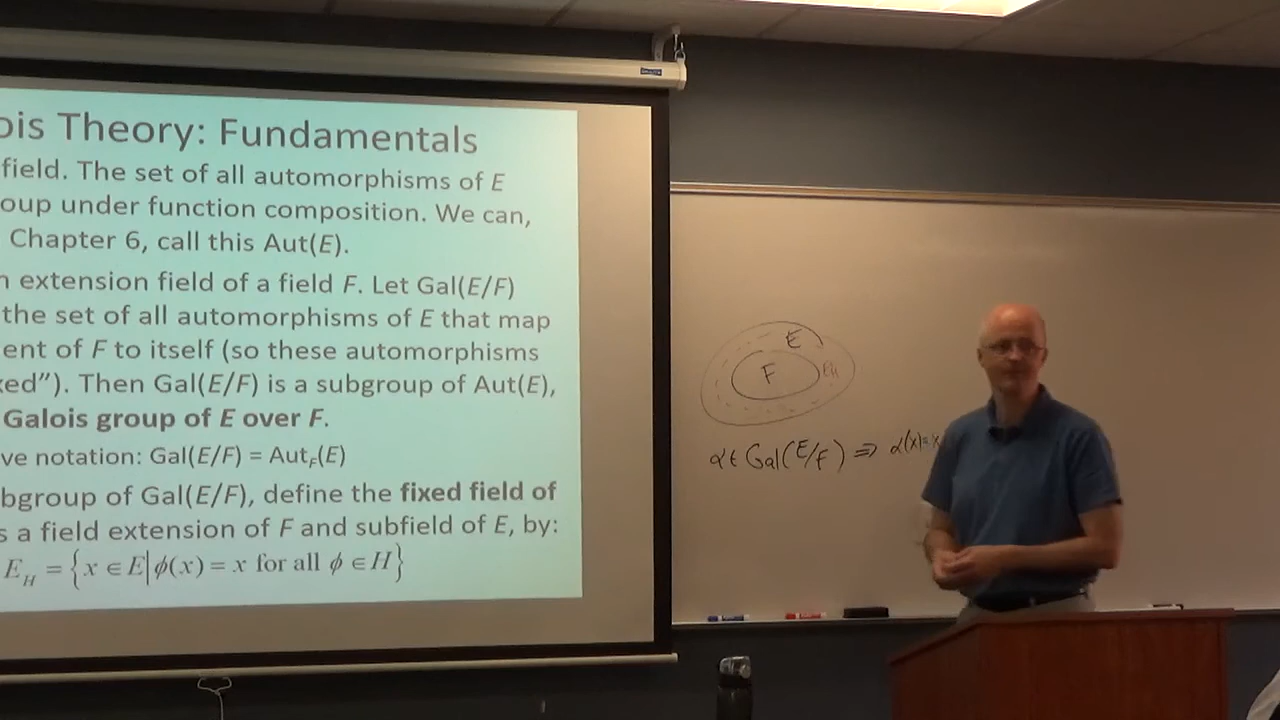 ois Theory: Fundamentals
field. The set of all automorphisms of E
oup under function composition. We can,
Chapter 6, call this Aut(E).
n extension field of a field F. Let Gal(E/F)
the set of all automorphisms of E that map
ent of F to itself (so these automorphisms
xed”). Then Gal(E/F) is a subgroup of Aut(E),
Galois group of E over F.
ve notation: Gal(E/F) = Aut_F(E)
bgroup of Gal(E/F), define the fixed field of
s a field extension of F and subfield of E, by:
E_H = {x ∈ E|ϕ(x) = x for all ϕ ∈ H}
E
F
E_H
α ∈ Gal(E/F) ⇒ α(x)=x